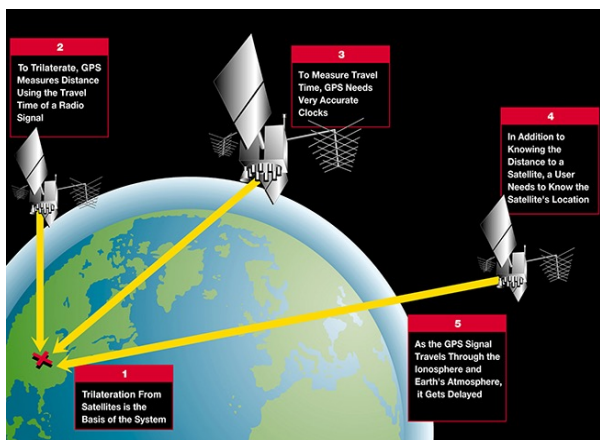 2
To Trilaterate, GPS
Measures Distance
Using the Travel
Time of a Radio
Signal
3
To Measure Travel
Time, GPS Needs
Very Accurate
Clocks
4
In Addition to
Knowing the
Distance to a
Satellite, a User
Needs to Know the
Satellite's Location
5
As the GPS Signal
Travels Through the
Ionosphere and
Earth's Atmosphere,
it Gets Delayed
1
Trilateration From
Satellites is the
Basis of the System